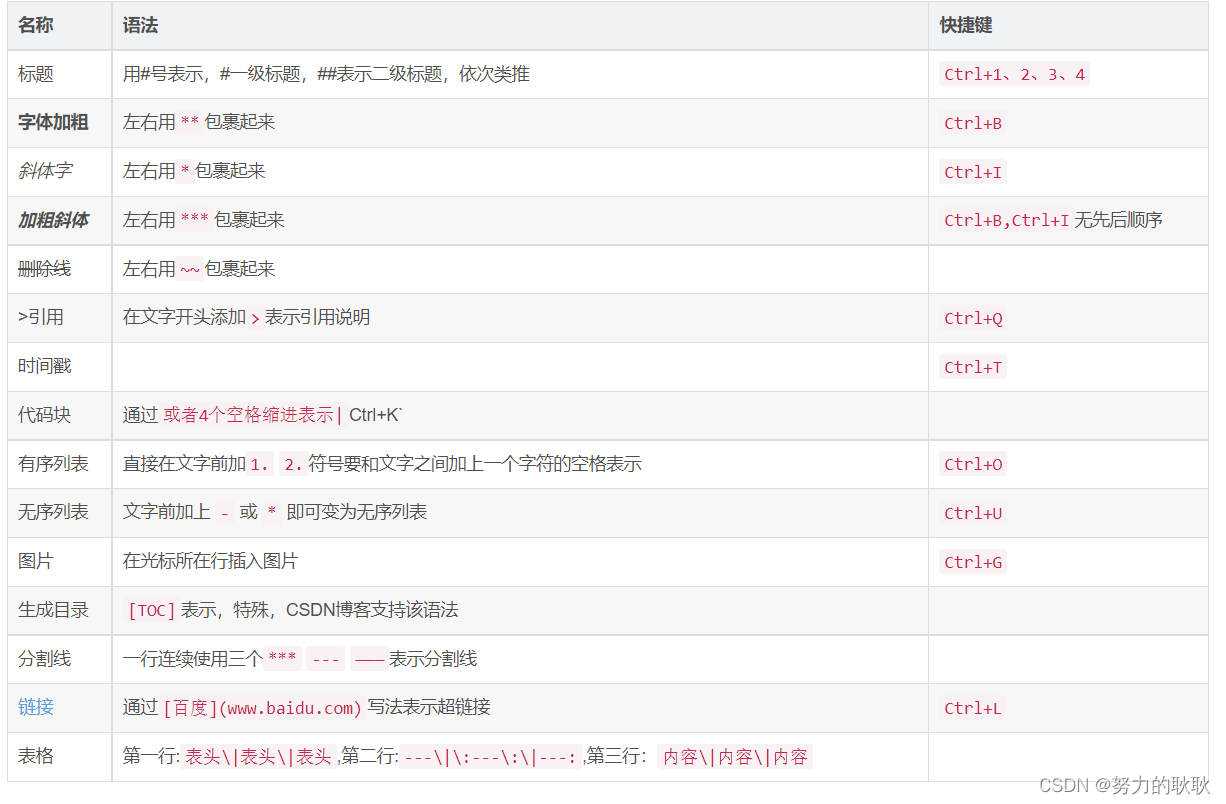 名称 语法 快捷键
标题 用#号表示，#一级标题，##表示二级标题，依次类推 Ctrl+1、2、3、4
字体加粗 左右用 ** 包裹起来 Ctrl+B
斜体字 左右用 * 包裹起来 Ctrl+I
加粗斜体 左右用 *** 包裹起来 Ctrl+B,Ctrl+I 无先后顺序
删除线 左右用 ~~ 包裹起来
>引用 在文字开头添加 > 表示引用说明 Ctrl+Q
时间戳 Ctrl+T
代码块 通过 或者4个空格缩进表示| Ctrl+K`
有序列表 直接在文字前加 1. 2. 符号要和文字之间加上一个字符的空格表示 Ctrl+O
无序列表 文字前加上 - 或 * 即可变为无序列表 Ctrl+U
图片 在光标所在行插入图片 Ctrl+G
生成目录 [TOC] 表示，特殊，CSDN博客支持该语法
分割线 一行连续使用三个 *** --- ___ 表示分割线
链接 通过 [百度](www.baidu.com) 写法表示超链接 Ctrl+L
表格 第一行: 表头\|表头\|表头 ,第二行: ---\|\:---\:\|---: ,第三行: 内容\|内容\|内容
CSDN @努力的耿耿